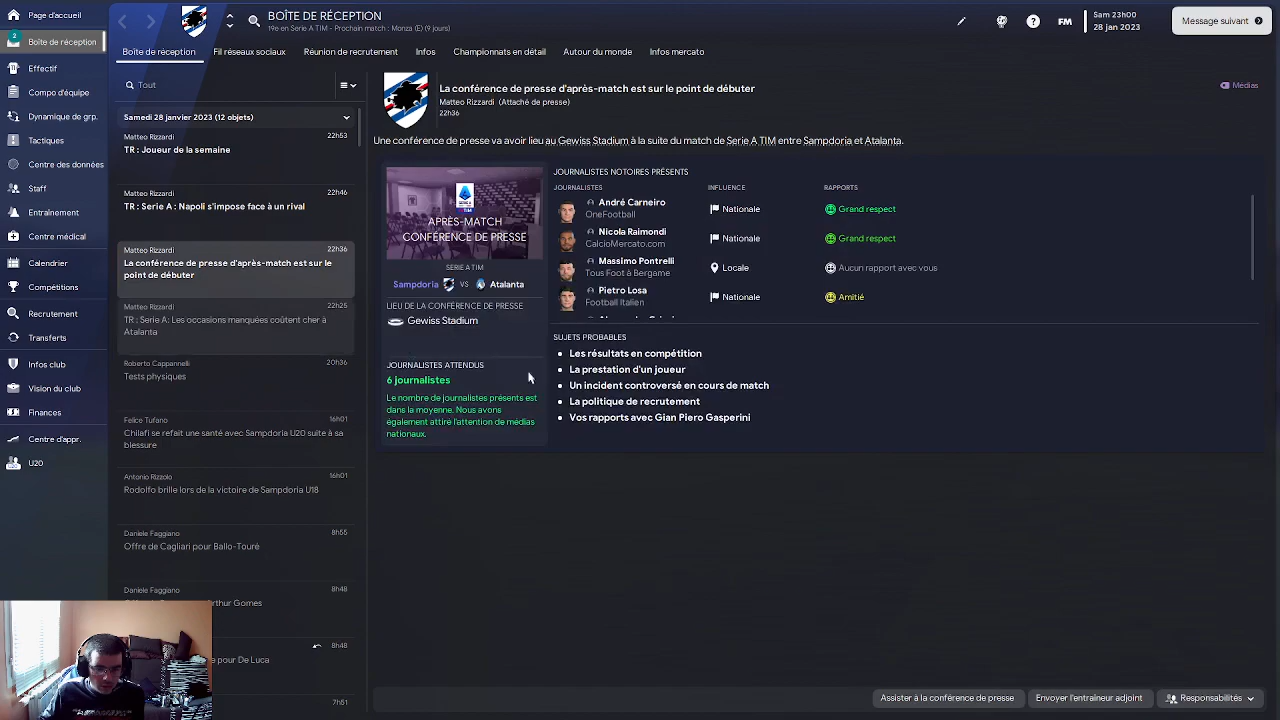 Page d'accueil
Boîte de réception
2
Effectif
Compo d'équipe
Dynamique de grp.
Tactiques
Centre des données
Staff
Entrainement
Centre médical
Calendrier
Compétitions
Recrutement
Transferts
Infos club
Vision du club
Finances
Centre d'appr.
U20
BOÎTE DE RÉCEPTION
19e en Serie A TIM - Prochain match : Monza (E) (9 jours)
FM
Sam 23h00
28 jan 2023
Message suivant
Boîte de réception
Fil réseaux sociaux
Réunion de recrutement
Infos
Championnats en détail
Autour du monde
Infos mercato
Tout
Samedi 28 janvier 2023 (12 objets)
Matteo Rizzardi 22h53
TR : Joueur de la semaine
Matteo Rizzardi 22h46
TR : Serie A : Napoli s'impose face à un rival
Matteo Rizzardi 22h36
La conférence de presse d'après-match est sur le
point de débuter
Matteo Rizzardi 22h25
TR : Serie A: Les occasions manquées coûtent cher à
Atalanta
Roberto Cappannelli 20h36
Tests physiques
Felice Tufano 16h01
Chilafi se refait une santé avec Sampdoria U20 suite à sa
blessure
Antonio Rizzolo 16h01
Rodolfo brille lors de la victoire de Sampdoria U18
Daniele Faggiano 8h55
Offre de Cagliari pour Ballo-Touré
Daniele Faggiano 8h48
rthur Gomes
8h48
pour De Luca
7h51
La conférence de presse d'après-match est sur le point de débuter
Matteo Rizzardi (Attaché de presse)
22h36
Médias
Une conférence de presse va avoir lieu au Gewiss Stadium à la suite du match de Serie A TIM entre Sampdoria et Atalanta.
APRÈS-MATCH
CONFÉRENCE DE PRESSE
SERIE A TIM
Sampdoria VS Atalanta
LIEU DE LA CONFÉRENCE DE PRESSE
Gewiss Stadium
JOURNALISTES ATTENDUS
6 journalistes
Le nombre de journalistes présents est
dans la moyenne. Nous avons
également attiré l'attention de médias
nationaux.
JOURNALISTES NOTOIRES PRÉSENTS
JOURNALISTES INFLUENCE RAPPORTS
André Carneiro
OneFootball
Nationale
Grand respect
Nicola Raimondi
CalcioMercato.com
Nationale
Grand respect
Massimo Pontrelli
Tous Foot à Bergame
Locale
Aucun rapport avec vous
Pietro Losa
Football Italien
Nationale
Amitié
SUJETS PROBABLES
Les résultats en compétition
La prestation d'un joueur
Un incident controversé en cours de match
La politique de recrutement
Vos rapports avec Gian Piero Gasperini
Assister à la conférence de presse
Envoyer l'entraîneur adjoint
Responsabilités